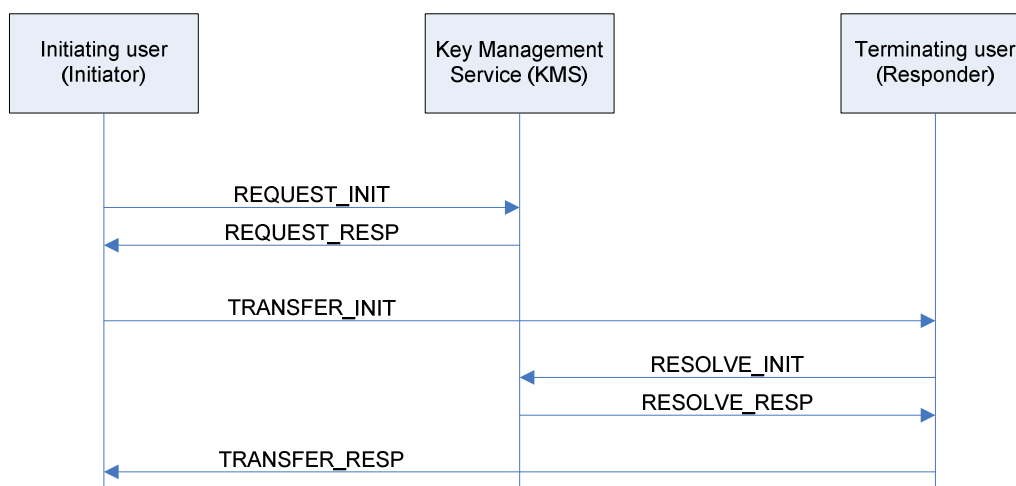 Initiating user
(Initiator)
Key Management
Service (KMS)
Terminating user
(Responder)
REQUEST_INIT
REQUEST_RESP
TRANSFER_INIT
RESOLVE_INIT
RESOLVE_RESP
TRANSFER_RESP